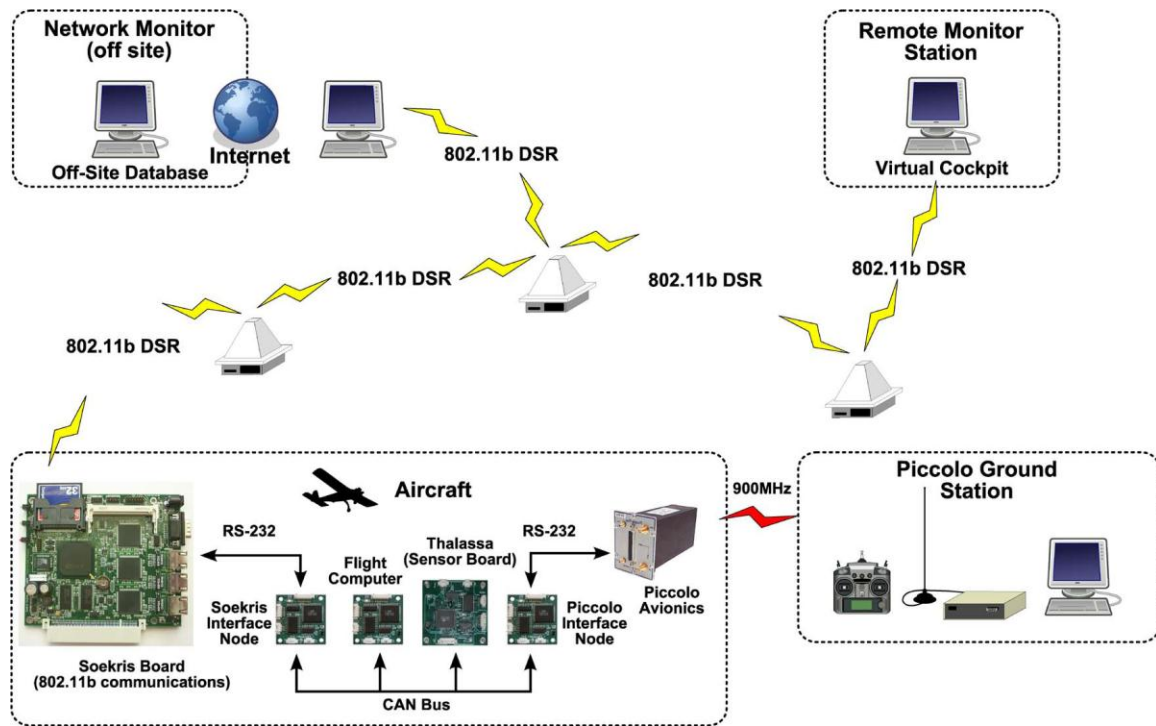 Network Monitor
(off site)
Internet
Off-Site Database
802.11b DSR
Remote Monitor
Station
Virtual Cockpit
802.11b DSR
802.11b DSR
802.11b DSR
802.11b DSR
Aircraft
RS-232
Flight
Computer
Thalassa
(Sensor Board)
RS-232
Soekris
Interface
Node
Piccolo
Interface
Node
Piccolo
Avionics
Soekris Board
(802.11b communications)
CAN Bus
900MHz
Piccolo Ground
Station
32